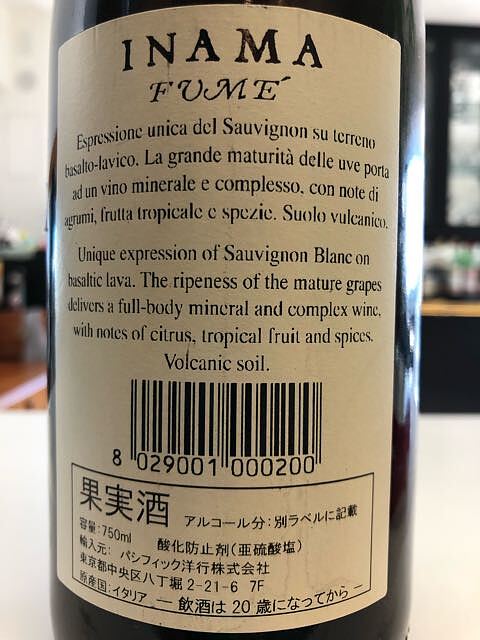 INAMA
FUMÉ
Espressione unica del Sauvignon su terreno
basalto-lavico. La grande maturità delle uve porta
ad un vino minerale e complesso, con note di
agrumi, frutta tropicale e spezie. Suolo vulcanico.
Unique expression of Sauvignon Blanc on
basaltic lava. The ripeness of the mature grapes
delivers a full-body mineral and complex wine,
with notes of citrus, tropical fruit and spices.
Volcanic soil.
8 029001 000200
果実酒 アルコール分:別ラベルに記載
容量:750ml 酸化防止剤(亜硫酸塩)
輸入元: パシフィック洋行株式会社
東京都中央区八丁堀2-21-6 7F
原産国:イタリア ー飲酒は20歳になってからー